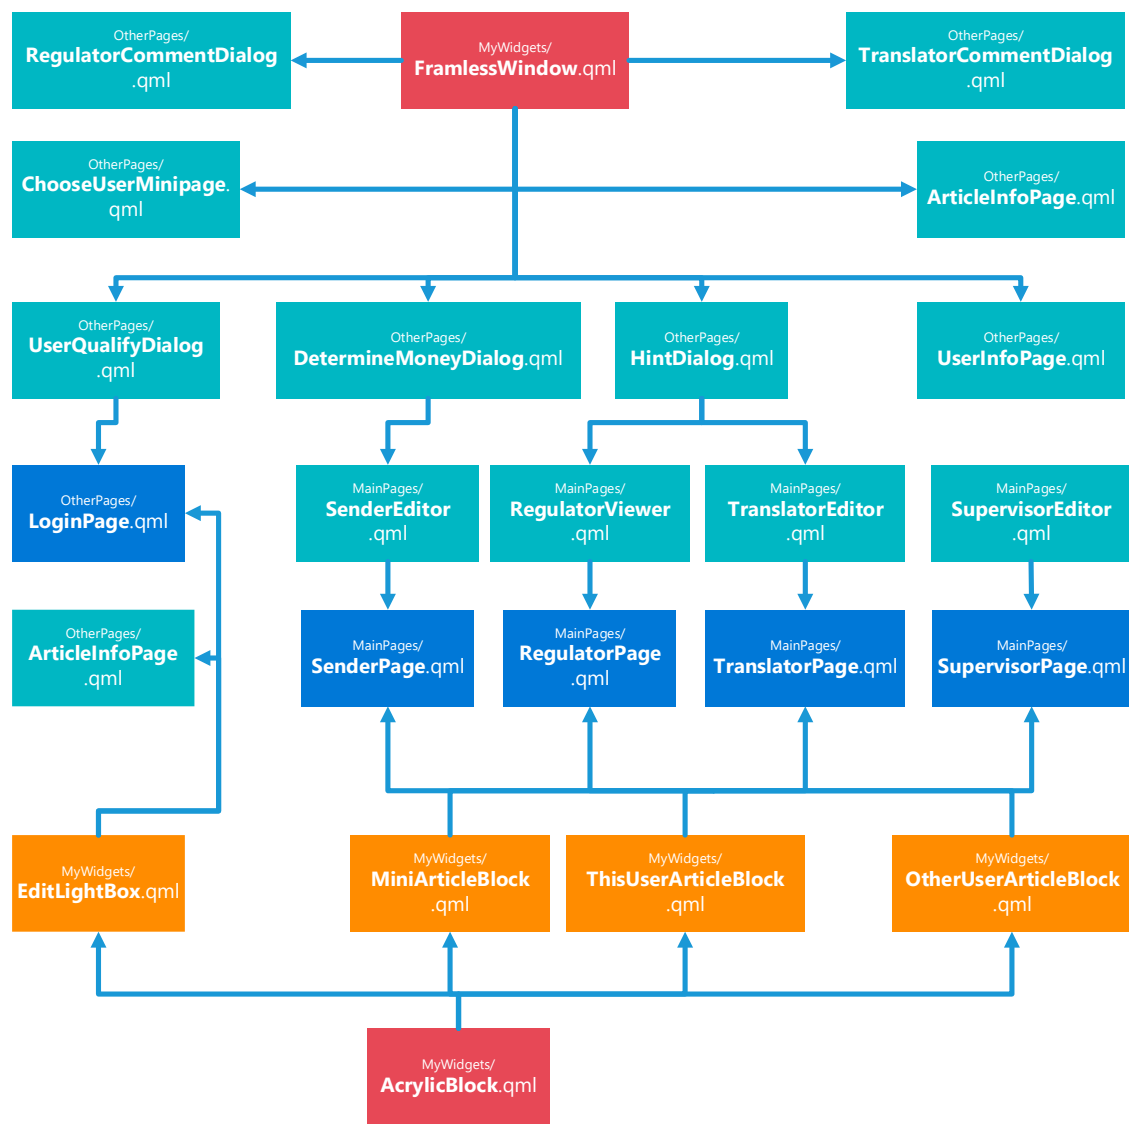 OtherPages/
RegulatorCommentDialog
.qml
MyWidgets/
FramlessWindow.qml
OtherPages/
TranslatorCommentDialog
.qml
OtherPages/
ChooseUserMinipage.
qml
OtherPages/
ArticleInfoPage.qml
OtherPages/
UserQualifyDialog
.qml
OtherPages/
DetermineMoneyDialog.qml
OtherPages/
HintDialog.qml
OtherPages/
UserInfoPage.qml
OtherPages/
LoginPage.qml
MainPages/
SenderEditor
.qml
MainPages/
RegulatorViewer
.qml
MainPages/
TranslatorEditor
.qml
MainPages/
SupervisorEditor
.qml
OtherPages/
ArticleInfoPage
.qml
MainPages/
SenderPage.qml
MainPages/
RegulatorPage
.qml
MainPages/
TranslatorPage.qml
MainPages/
SupervisorPage.qml
MyWidgets/
EditLightBox.qml
MyWidgets/
MiniArticleBlock
.qml
MyWidgets/
ThisUserArticleBlock
.qml
MyWidgets/
OtherUserArticleBlock
.qml
MyWidgets/
AcrylicBlock.qml